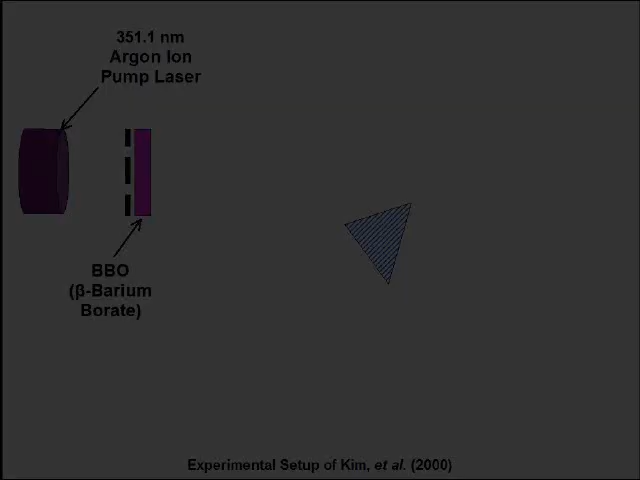 351.1 nm
Argon Ion
Pump Laser
BBO
(β-Barium
Borate)
Experimental Setup of Kim, et al. (2000)